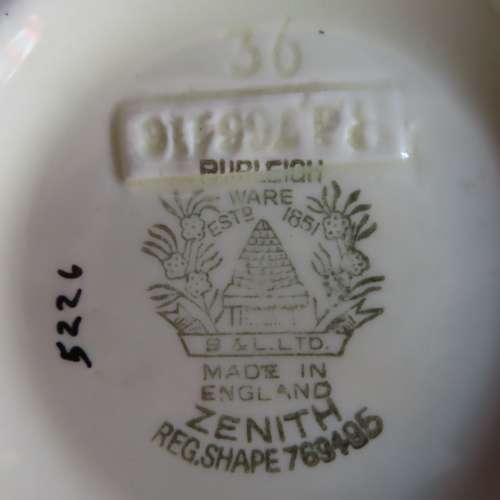 36
BURLEIGH
WARE
ESTD 1851
B & L. LTD.
MADE IN
ENGLAND
ZENITH
REG. SHAPE 769495
5226